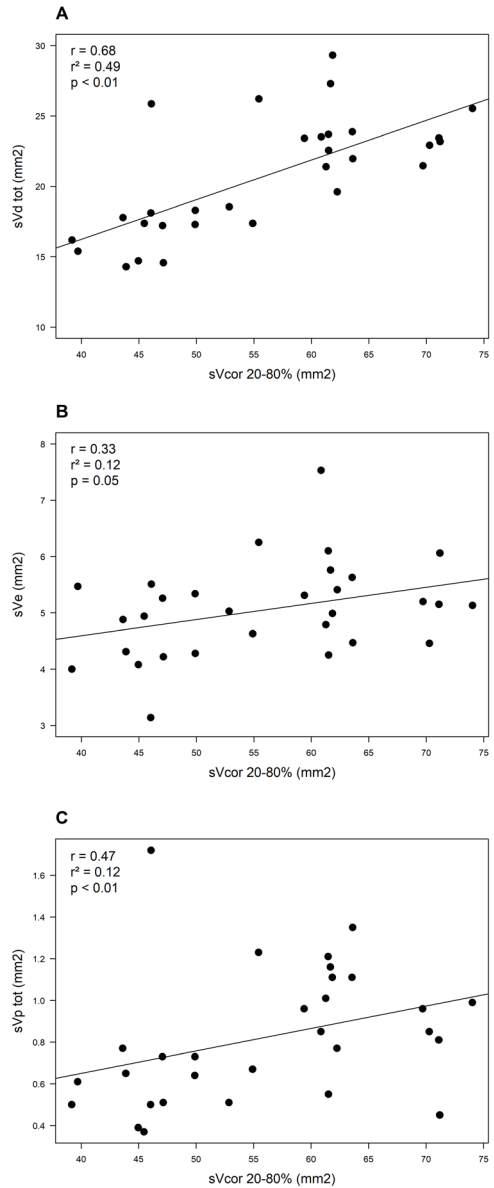 A
r = 0.68
r² = 0.49
p < 0.01
30
25
20
15
10
sVd tot (mm2)
40 45 50 55 60 65 70 75
sVcor 20-80% (mm2)
B
r = 0.33
r² = 0.12
p = 0.05
8
7
6
5
4
3
sVe (mm2)
40 45 50 55 60 65 70 75
sVcor 20-80% (mm2)
C
r = 0.47
r² = 0.12
p < 0.01
1.6
1.4
1.2
1.0
0.8
0.6
0.4
sVp tot (mm2)
40 45 50 55 60 65 70 75
sVcor 20-80% (mm2)